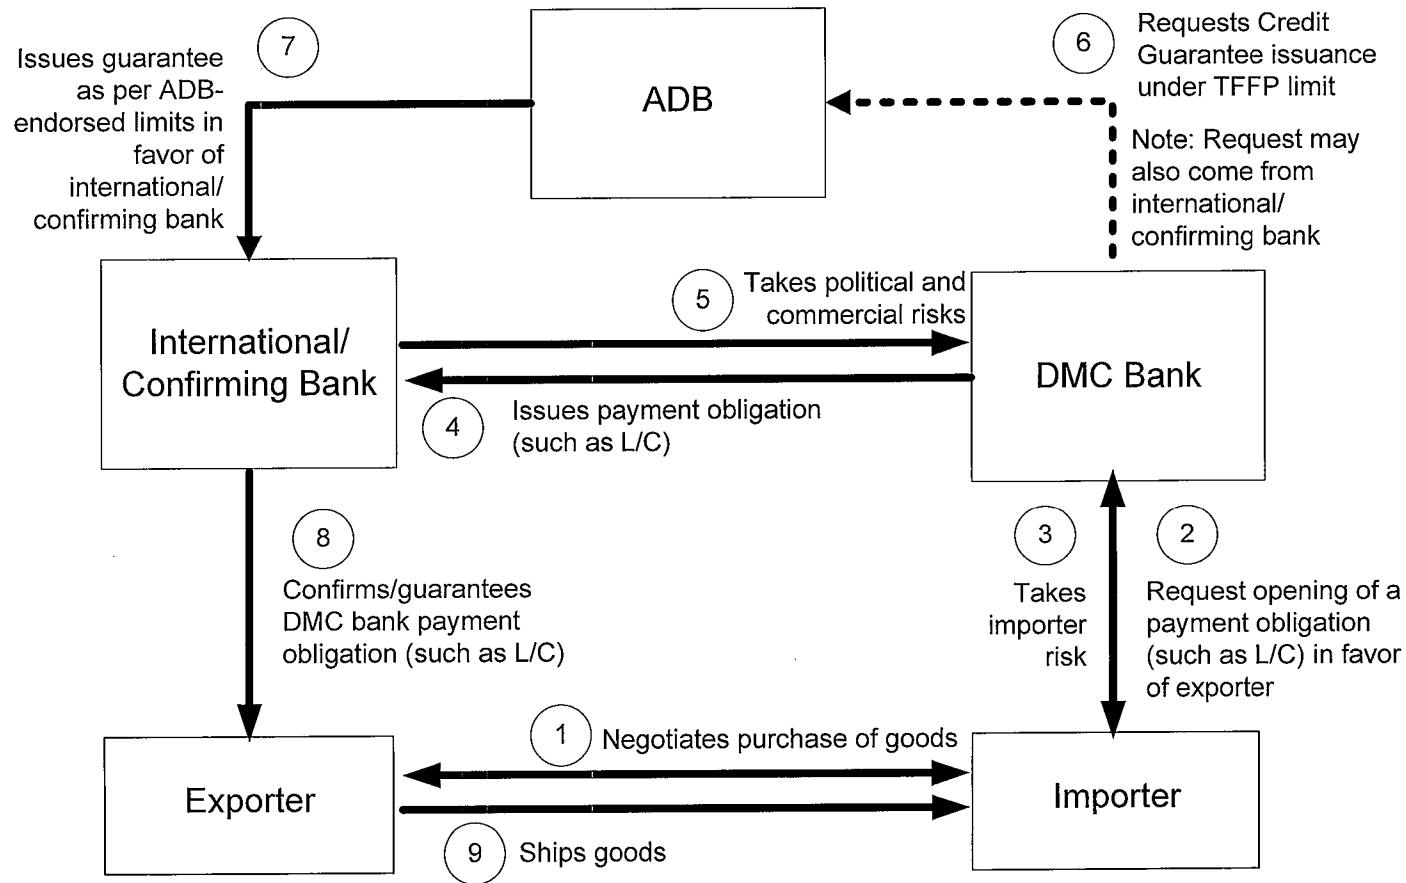 7
Issues guarantee
as per ADB-
endorsed limits in
favor of
international/
confirming bank
ADB
6
Requests Credit
Guarantee issuance
under TFFP limit
Note: Request may
also come from
international/
confirming bank
International/
Confirming Bank
5
Takes political and
commercial risks
4
Issues payment obligation
(such as L/C)
DMC Bank
8
Confirms/guarantees
DMC bank payment
obligation (such as L/C)
3
Takes
importer
risk
2
Request opening of a
payment obligation
(such as L/C) in favor
of exporter
Exporter
1
Negotiates purchase of goods
9
Ships goods
Importer